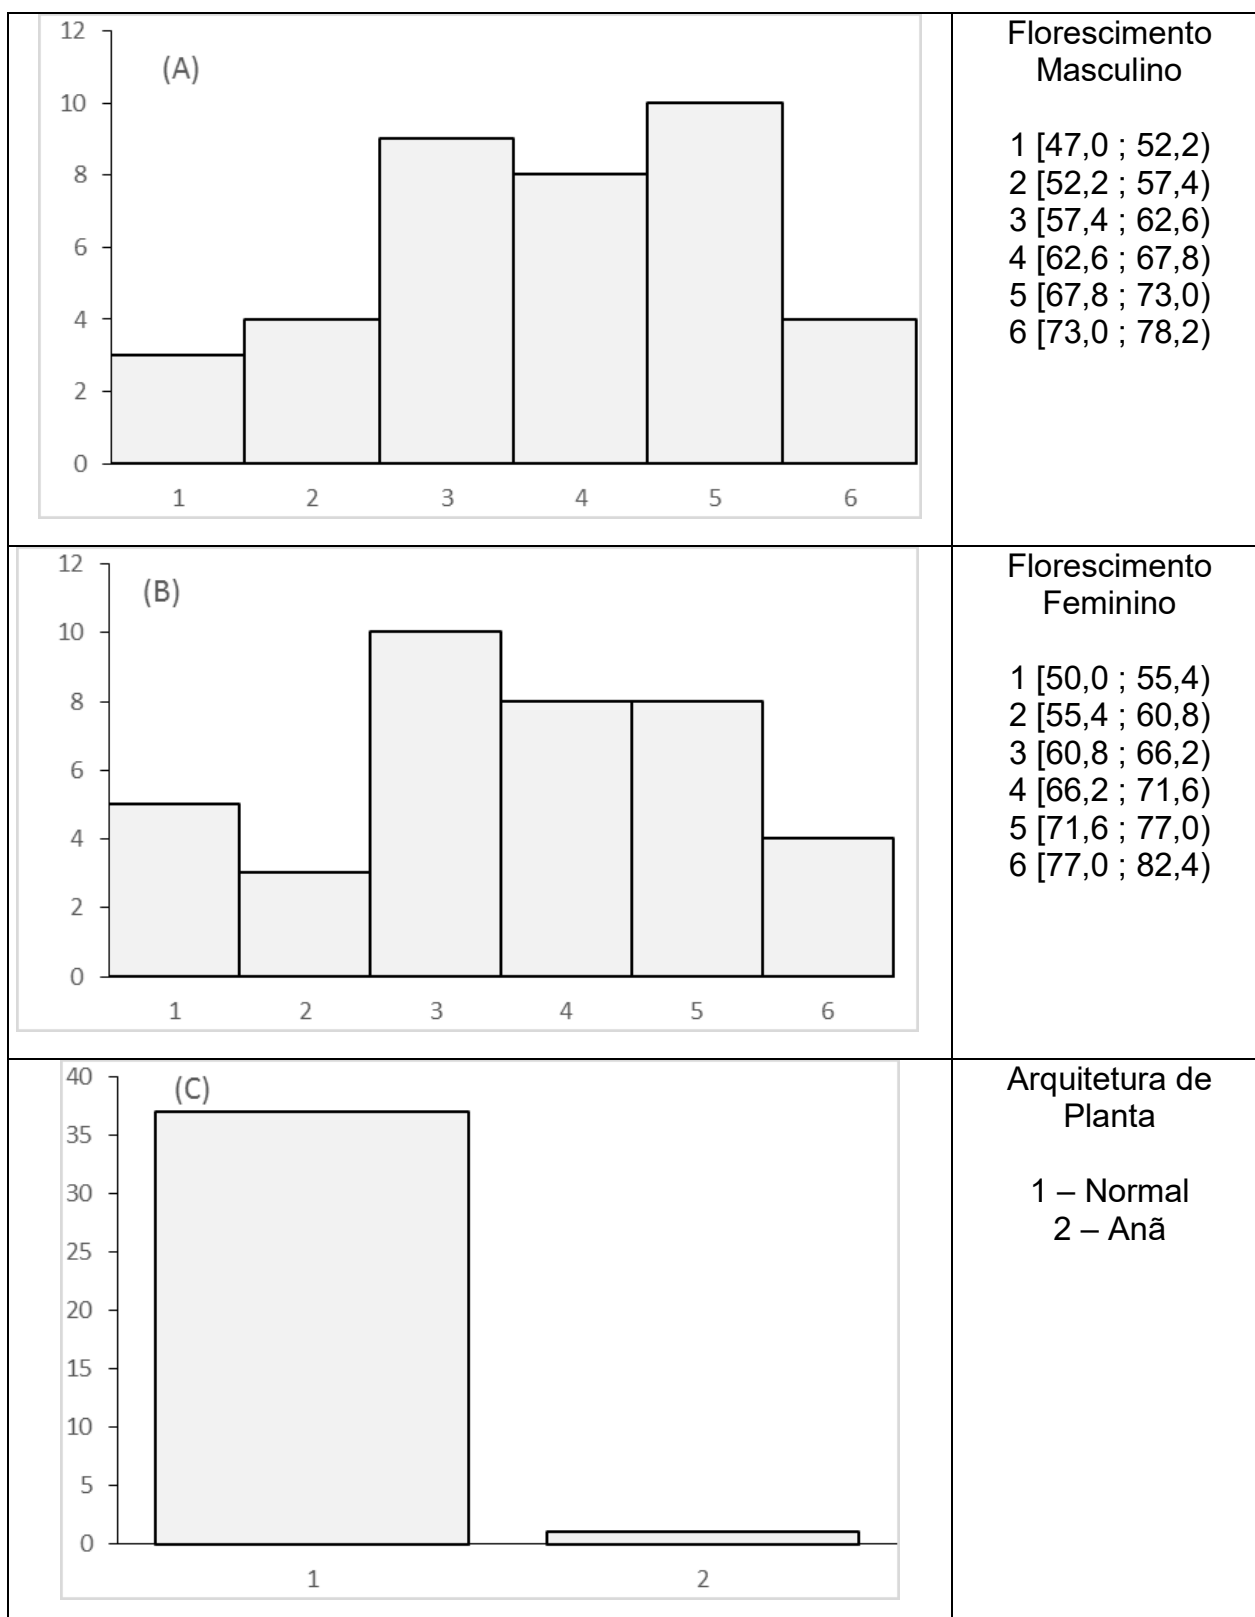 12
(A)
10
8
6
4
2
0
1 2 3 4 5 6
Florescimento
Masculino
1 [47,0 ; 52,2)
2 [52,2 ; 57,4)
3 [57,4 ; 62,6)
4 [62,6 ; 67,8)
5 [67,8 ; 73,0)
6 [73,0 ; 78,2)
12
(B)
10
8
6
4
2
0
1 2 3 4 5 6
Florescimento
Feminino
1 [50,0 ; 55,4)
2 [55,4 ; 60,8)
3 [60,8 ; 66,2)
4 [66,2 ; 71,6)
5 [71,6 ; 77,0)
6 [77,0 ; 82,4)
40
(C)
35
30
25
20
15
10
5
0
1 2
Arquitetura de
Planta
1 – Normal
2 – Anã